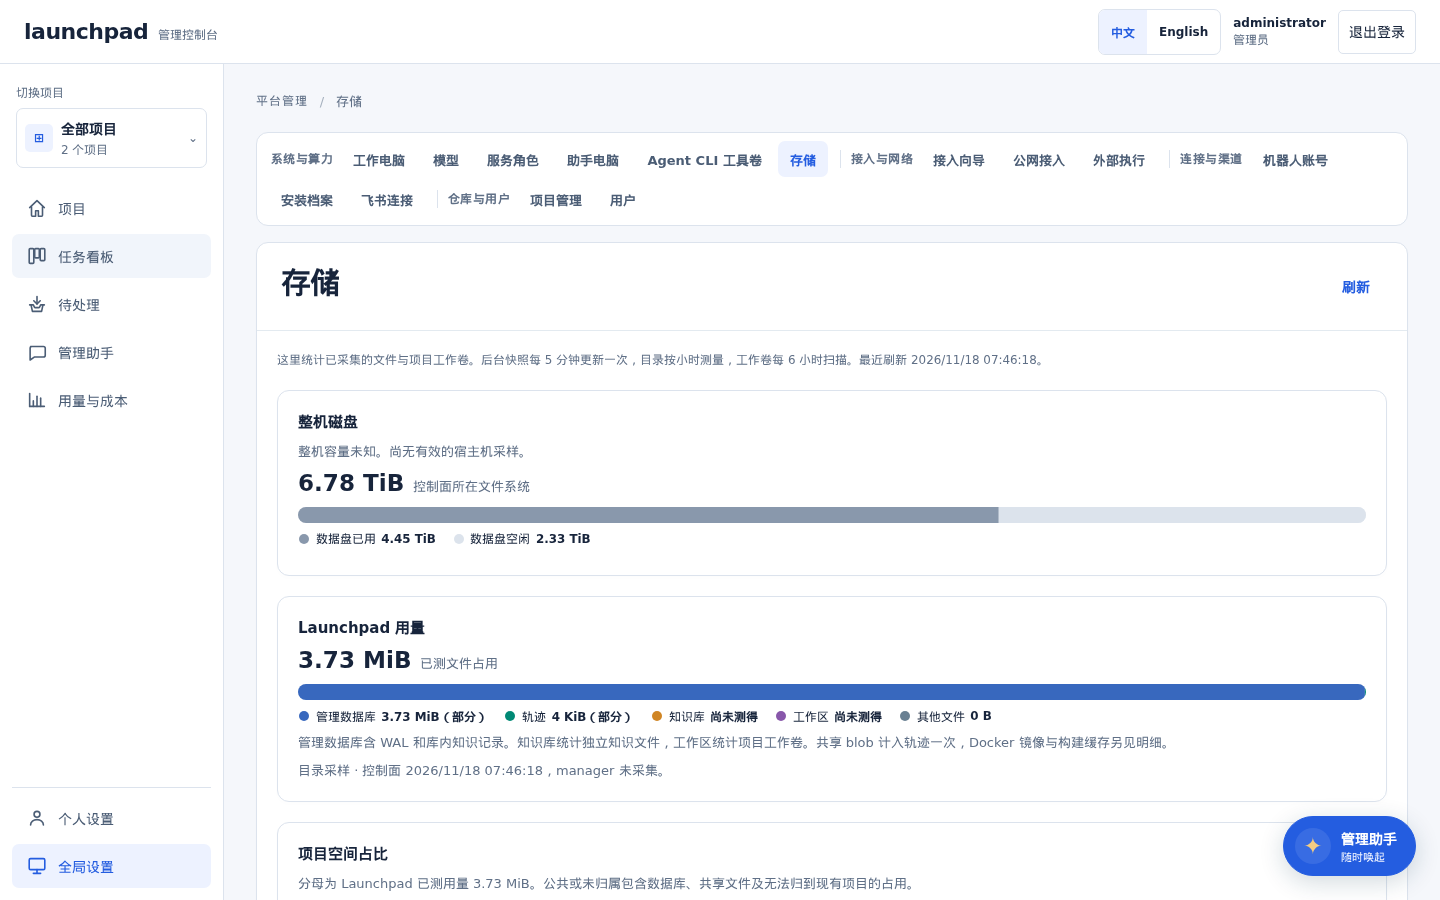 launchpad 管理控制台
中文 English administrator 管理员 退出登录
切换项目
全部项目
2 个项目
项目
任务看板
待处理
管理助手
用量与成本
个人设置
全局设置
平台管理 / 存储
系统与算力 工作电脑 模型 服务角色 助手电脑 Agent CLI 工具卷 存储 接入与网络 接入向导 公网接入 外部执行 连接与渠道 机器人账号
安装档案 飞书连接 仓库与用户 项目管理 用户
存储
刷新
这里统计已采集的文件与项目工作卷。后台快照每 5 分钟更新一次，目录按小时测量，工作卷每 6 小时扫描。最近刷新 2026/11/18 07:46:18。
整机磁盘
整机容量未知。尚无有效的宿主机采样。
6.78 TiB 控制面所在文件系统
数据盘已用 4.45 TiB 数据盘空闲 2.33 TiB
Launchpad 用量
3.73 MiB 已测文件占用
管理数据库 3.73 MiB（部分） 轨迹 4 KiB（部分） 知识库 尚未测得 工作区 尚未测得 其他文件 0 B
管理数据库含 WAL 和库内知识记录。知识库统计独立知识文件，工作区统计项目工作卷。共享 blob 计入轨迹一次，Docker 镜像与构建缓存另见明细。
目录采样 · 控制面 2026/11/18 07:46:18，manager 未采集。
项目空间占比
分母为 Launchpad 已测用量 3.73 MiB。公共或未归属包含数据库、共享文件及无法归到现有项目的占用。
管理助手
随时唤起